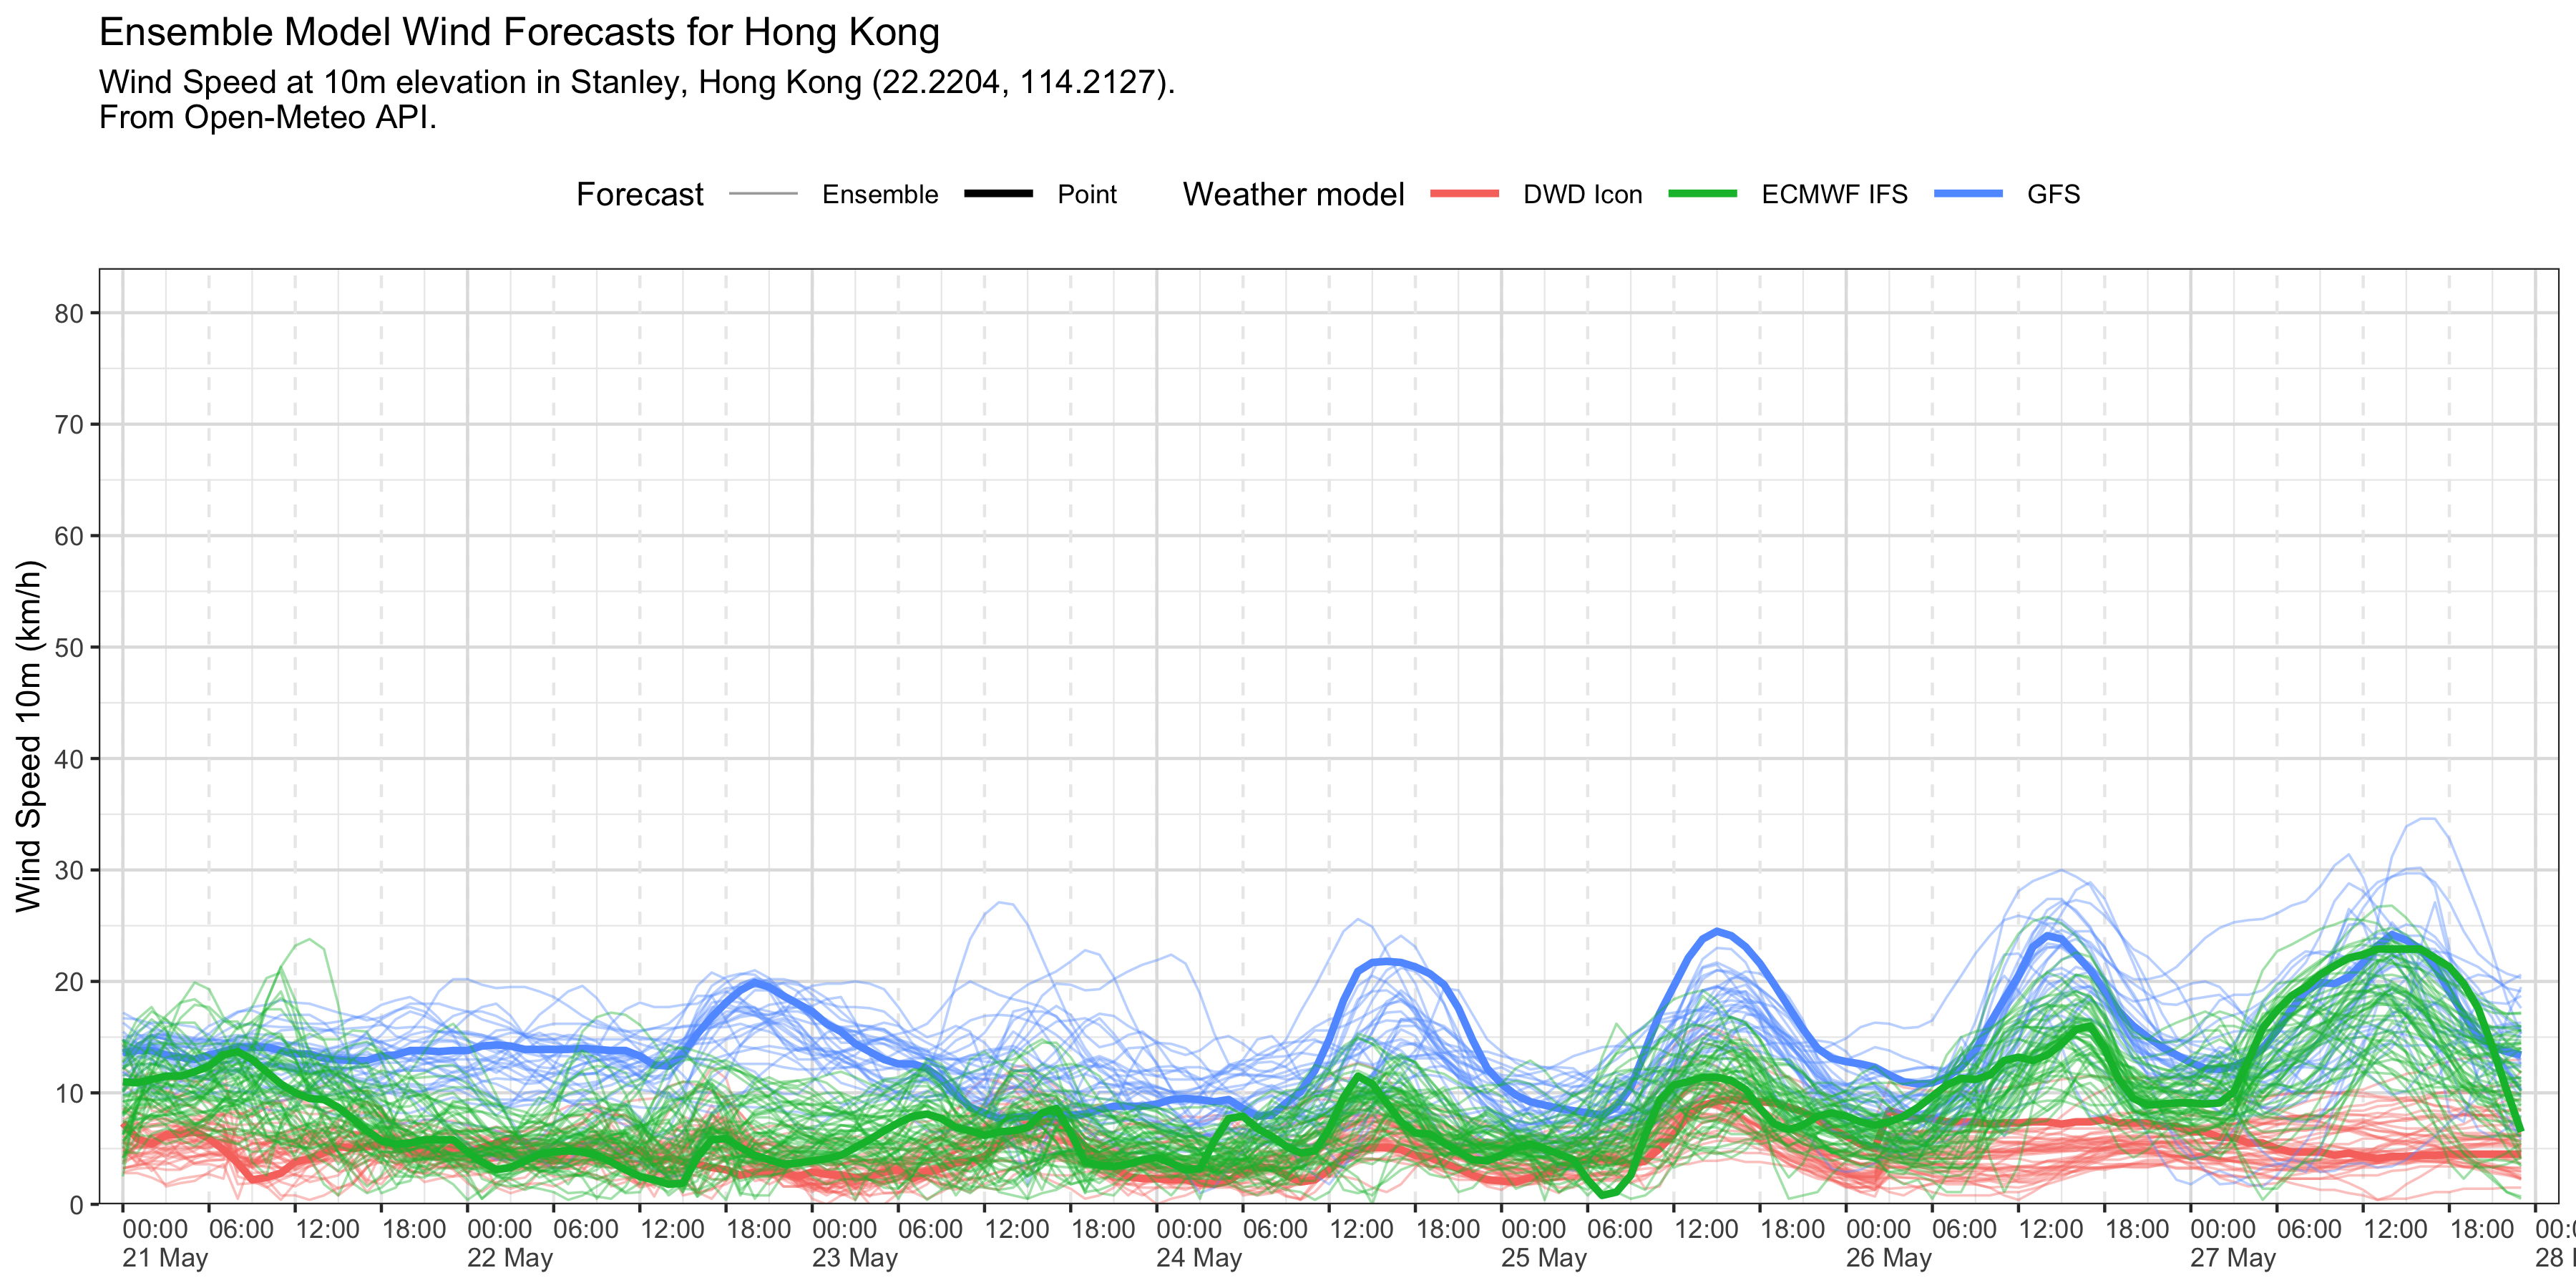 Ensemble Model Wind Forecasts for Hong Kong
Wind Speed at 10m elevation in Stanley, Hong Kong (22.2204, 114.2127).
From Open-Meteo API.
Forecast Ensemble Point Weather model DWD Icon ECMWF IFS GFS
Wind Speed 10m (km/h)
80
70
60
50
40
30
20
10
0
00:00 06:00 12:00 18:00 00:00 06:00 12:00 18:00 00:00 06:00 12:00 18:00 00:00 06:00 12:00 18:00 00:00 06:00 12:00 18:00 00:00 06:00 12:00 18:00 00:00 06:00 12:00 18:00 00:0
21 May 22 May 23 May 24 May 25 May 26 May 27 May 28